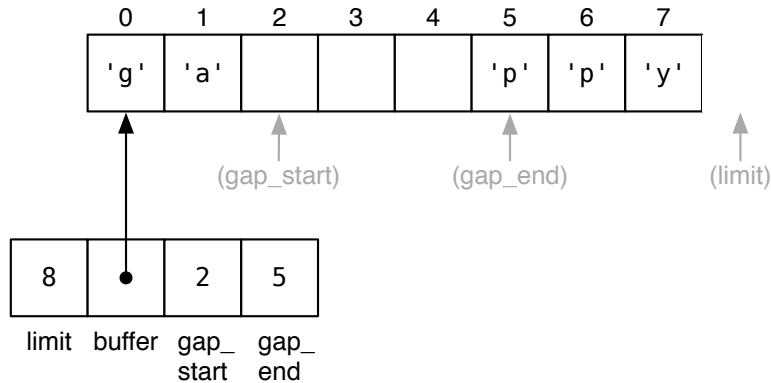 0 1 2 3 4 5 6 7
'g' 'a' 'p' 'p' 'y'
(gap_start) (gap_end) (limit)
8 2 5
limit buffer gap_ gap_
start end